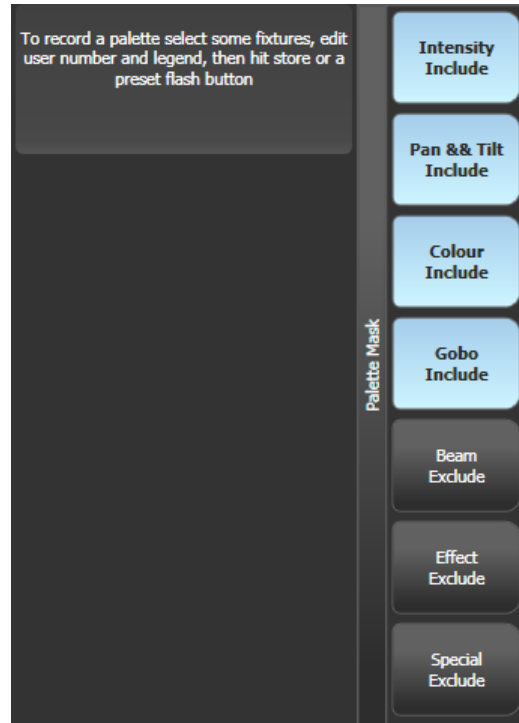 To record a palette select some fixtures, edit
user number and legend, then hit store or a
preset flash button
Palette Mask
Intensity
Include
Pan && Tilt
Include
Colour
Include
Gobo
Include
Beam
Exclude
Effect
Exclude
Special
Exclude